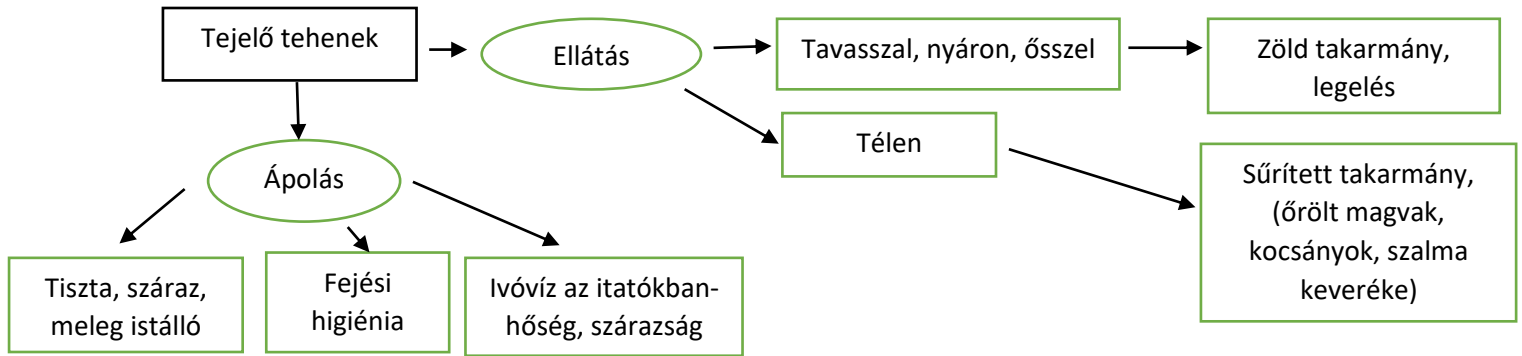 Tejelő tehenek
Ellátás
Tavasszal, nyáron, ősszel
Zöld takarmány,
legelés
Télen
Sűrített takarmány,
(őrölt magvak,
kocsányok, szalma
keveréke)
Ápolás
Tiszta, száraz,
meleg istálló
Fejési
higiénia
Ivóvíz az itatókban-
hőség, szárazság